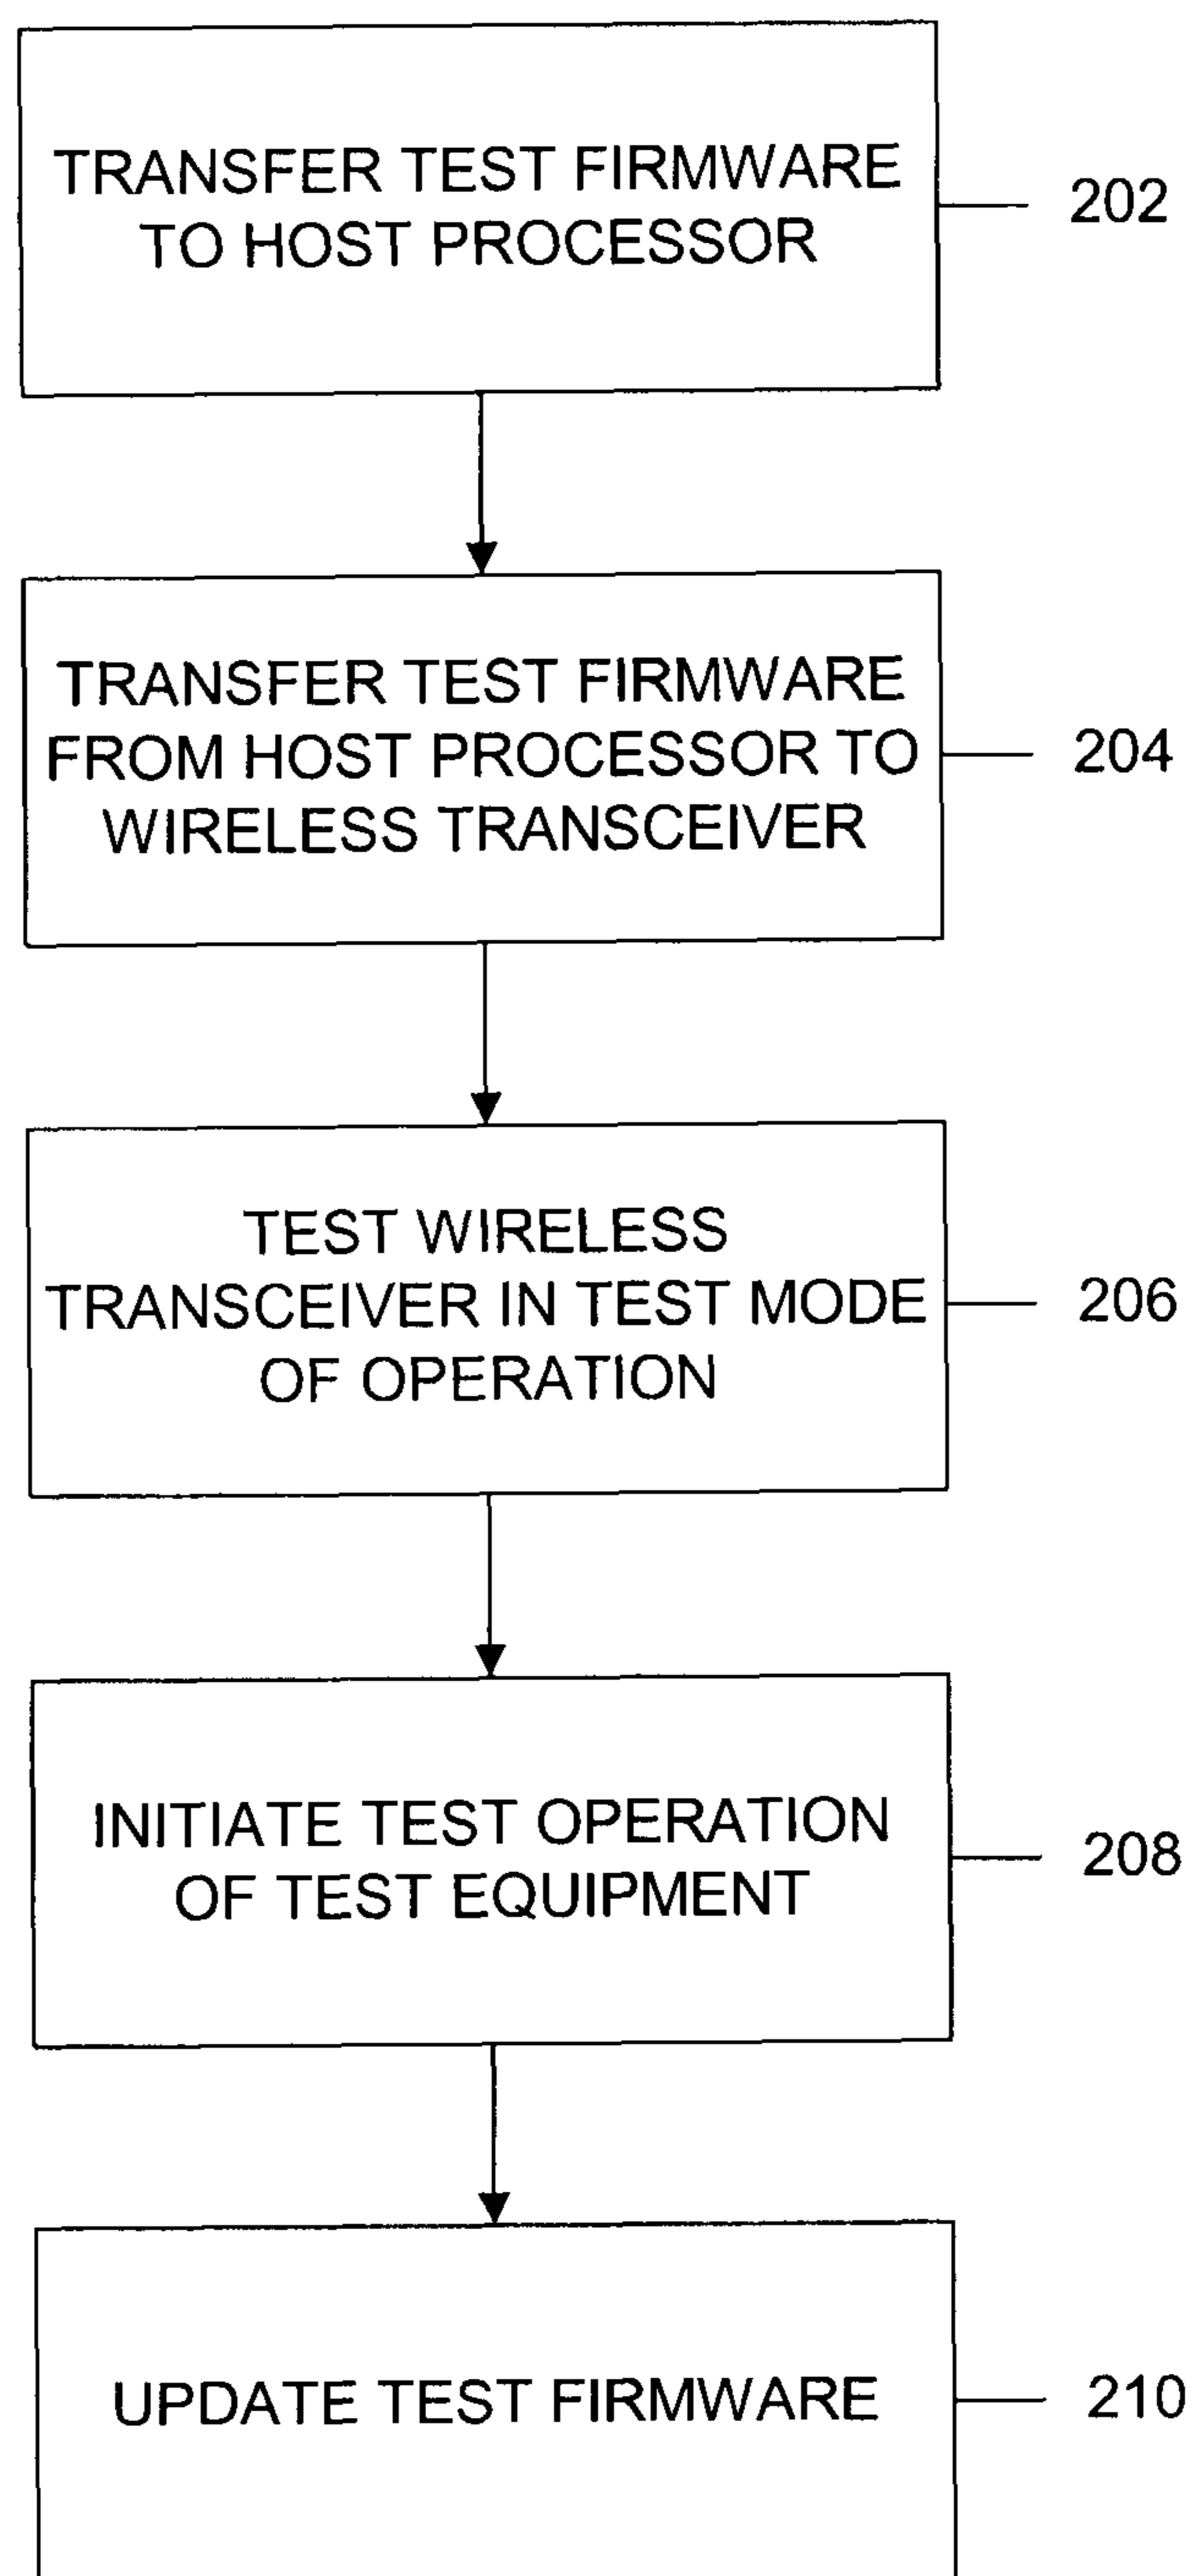 TRANSFER TEST FIRMWARE
TO HOST PROCESSOR
202
TRANSFER TEST FIRMWARE
FROM HOST PROCESSOR TO
WIRELESS TRANSCEIVER
204
TEST WIRELESS
TRANSCEIVER IN TEST MODE
OF OPERATION
206
INITIATE TEST OPERATION
OF TEST EQUIPMENT
208
UPDATE TEST FIRMWARE
210